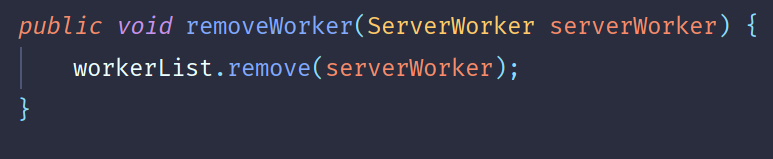 public void removeWorker(ServerWorker serverWorker) {
    workerList.remove(serverWorker);
}